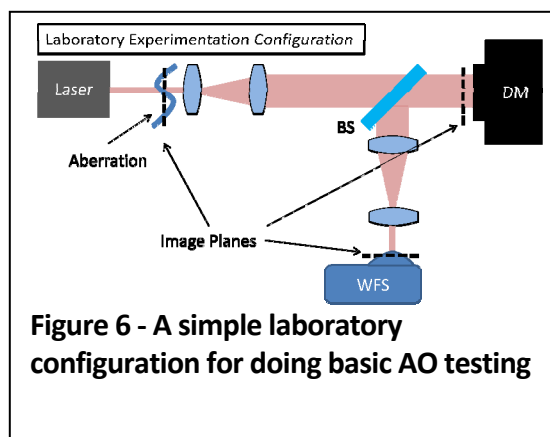 Laboratory Experimentation Configuration
Laser
DM
BS
Aberration
Image Planes
WFS
Figure 6 - A simple laboratory
configuration for doing basic AO testing